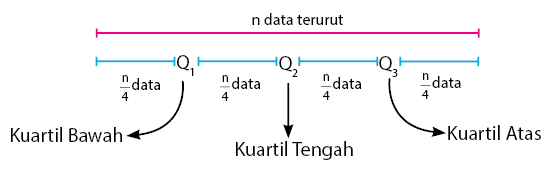 n data terurut
Q₁ Q₂ Q₃
n/4 data n/4 data n/4 data n/4 data
Kuartil Bawah
Kuartil Tengah
Kuartil Atas